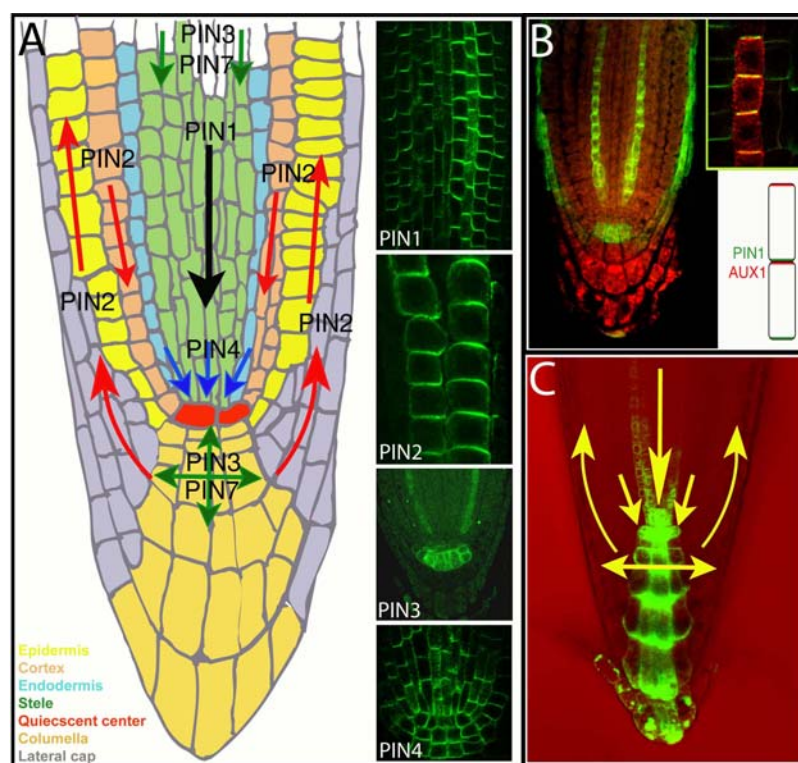 A
PIN3
PIN7
PIN1
PIN2
PIN2
PIN2
PIN2
PIN4
PIN3
PIN7
Epidermis
Cortex
Endodermis
Stele
Quiecscent center
Columella
Lateral cap
PIN1
PIN2
PIN3
PIN4
B
PIN1
AUX1
C